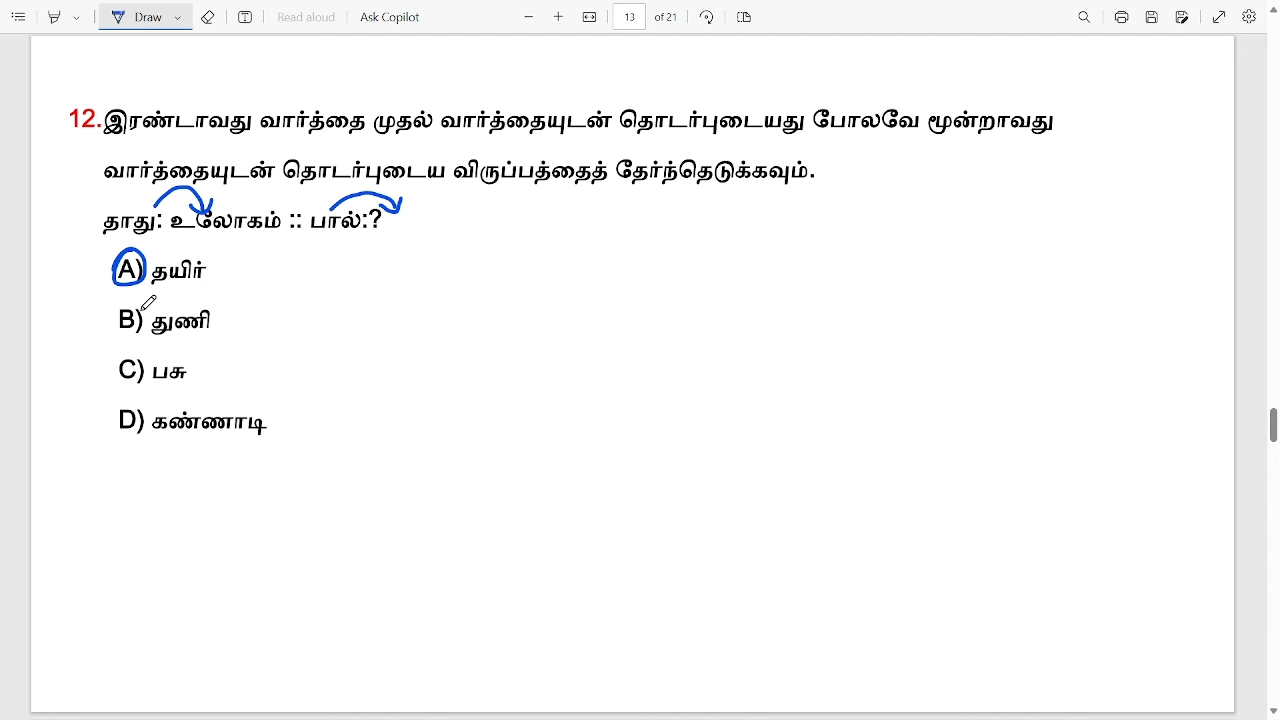 Draw
Read aloud
Ask Copilot
13 of 21
12.இரண்டாவது வார்த்தை முதல் வார்த்தையுடன் தொடர்புடையது போலவே மூன்றாவது
வார்த்தையுடன் தொடர்புடைய விருப்பத்தைத் தேர்ந்தெடுக்கவும்.
தாது: உலோகம் :: பால்:?
A) தயிர்
B) துணி
C) பசு
D) கண்ணாடி